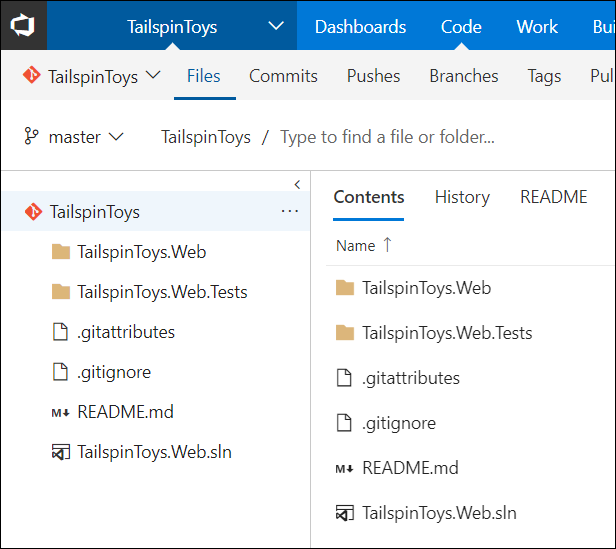 TailspinToys Dashboards Code Work Bui
TailspinToys Files Commits Pushes Branches Tags Pul
master TailspinToys / Type to find a file or folder...
<
TailspinToys ...
TailspinToys.Web
TailspinToys.Web.Tests
.gitattributes
.gitignore
M↓ README.md
TailspinToys.Web.sln
Contents History README
Name ↑
TailspinToys.Web
TailspinToys.Web.Tests
.gitattributes
.gitignore
M↓ README.md
TailspinToys.Web.sln